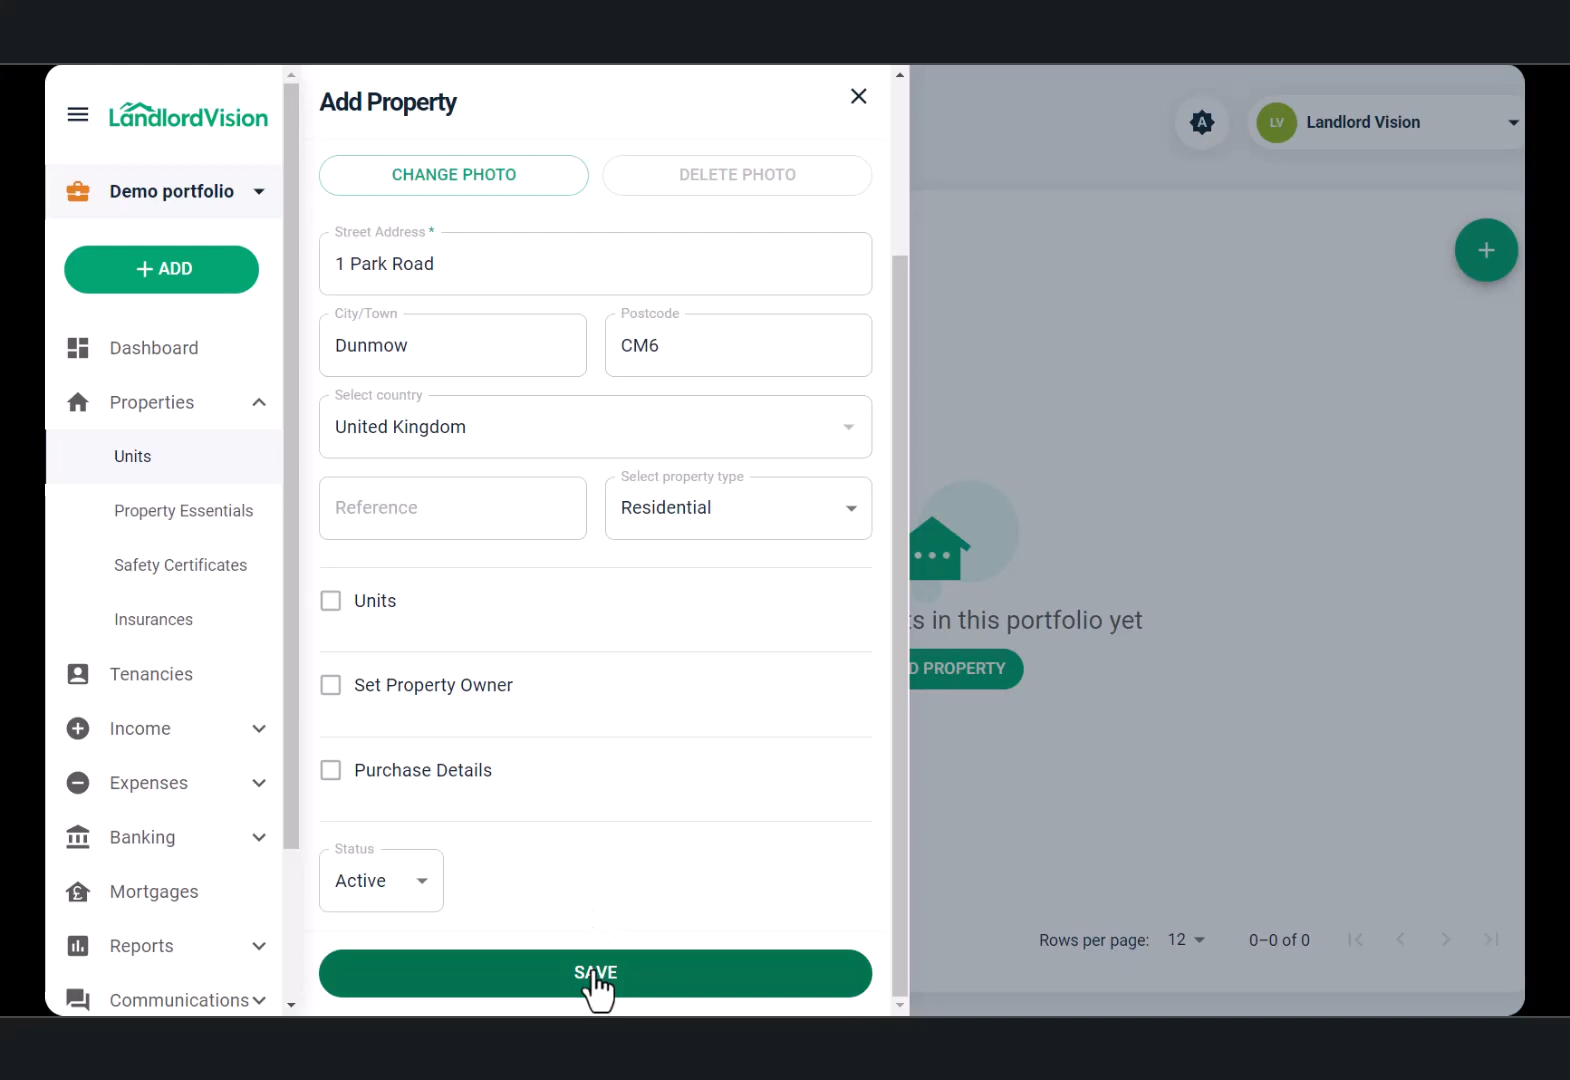 LandlordVision
Demo portfolio
+ ADD
Dashboard
Properties
Units
Property Essentials
Safety Certificates
Insurances
Tenancies
Income
Expenses
Banking
Mortgages
Reports
Communications
Add Property
CHANGE PHOTO
DELETE PHOTO
Street Address *
1 Park Road
City/Town
Dunmow
Postcode
CM6
Select country
United Kingdom
Reference
Select property type
Residential
Units
Set Property Owner
Purchase Details
Status
Active
SAVE
A
LV
Landlord Vision
+
s in this portfolio yet
D PROPERTY
Rows per page: 12
0–0 of 0